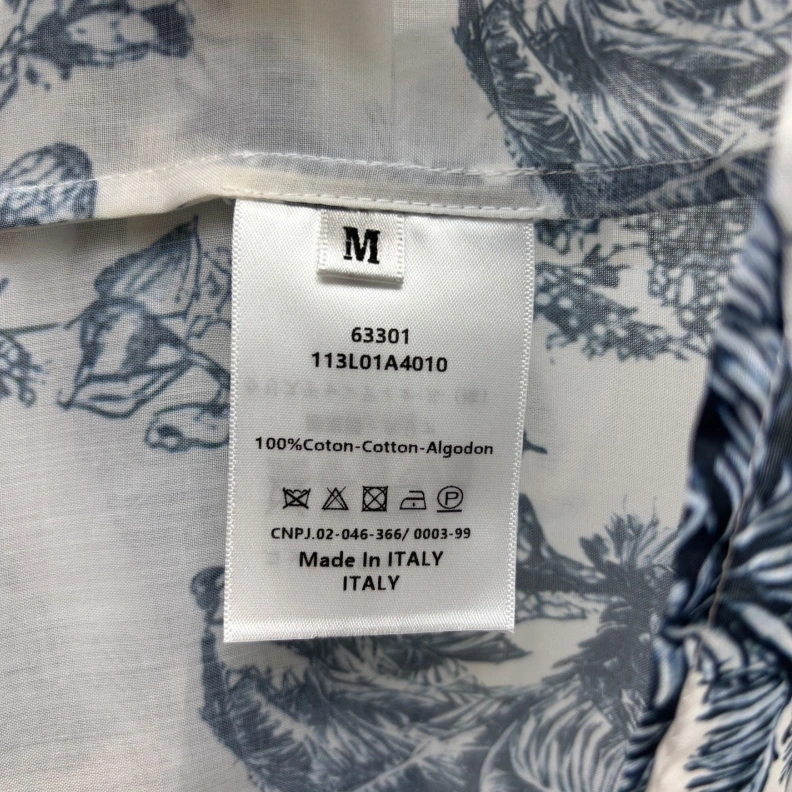 M
63301
113L01A4010
100%Coton-Cotton-Algodon
P
CNPJ.02-046-366/ 0003-99
Made In ITALY
ITALY